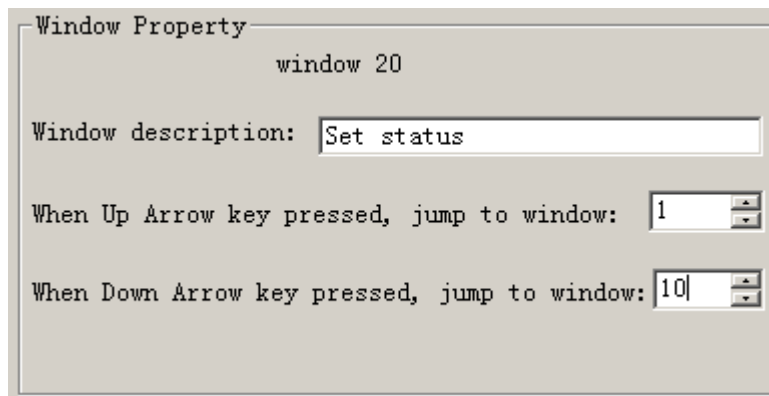 Window Property
window 20
Window description: Set status
When Up Arrow key pressed, jump to window: 1
When Down Arrow key pressed, jump to window: 10